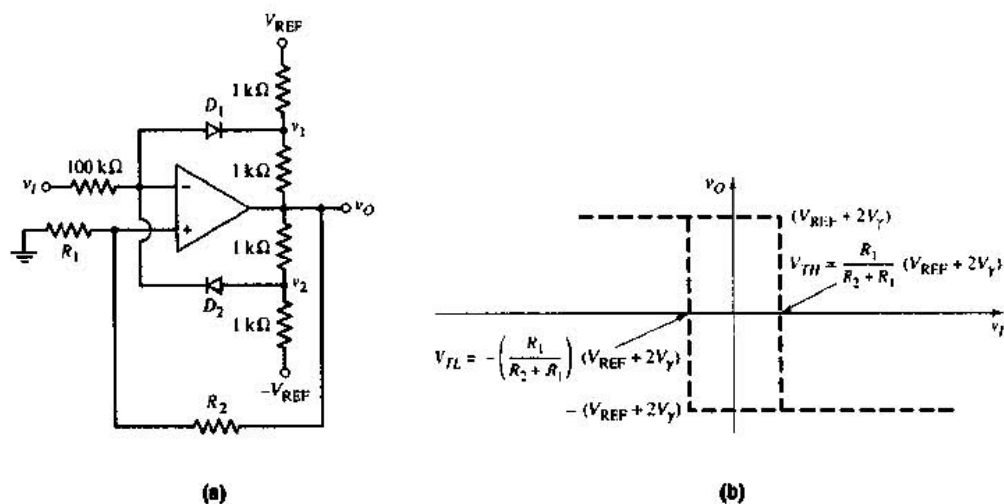 V_REF
1 kΩ
D_1
v_1
100 kΩ
v_I
1 kΩ
v_O
R_1
1 kΩ
v_2
D_2
1 kΩ
-V_REF
R_2
(a)
v_O
(V_REF + 2V_γ)
V_TH = R_1 / (R_2 + R_1) (V_REF + 2V_γ)
v_I
V_TL = -(R_1 / (R_2 + R_1)) (V_REF + 2V_γ)
- (V_REF + 2V_γ)
(b)